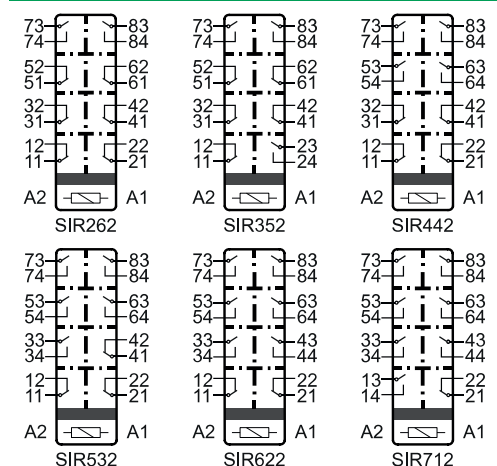 73 83 73 83 73 83
74 84 74 84 74 84
52 62 52 62 53 63
51 61 51 61 54 64
32 42 32 42 32 42
31 41 31 41 31 41
12 22 12 23 12 22
11 21 11 24 11 21
A2 A1 A2 A1 A2 A1
SIR262 SIR352 SIR442
73 83 73 83 73 83
74 84 74 84 74 84
53 63 53 63 53 63
54 64 54 64 54 64
33 42 33 43 33 43
34 41 34 44 34 44
12 22 12 22 13 22
11 21 11 21 14 21
A2 A1 A2 A1 A2 A1
SIR532 SIR622 SIR712